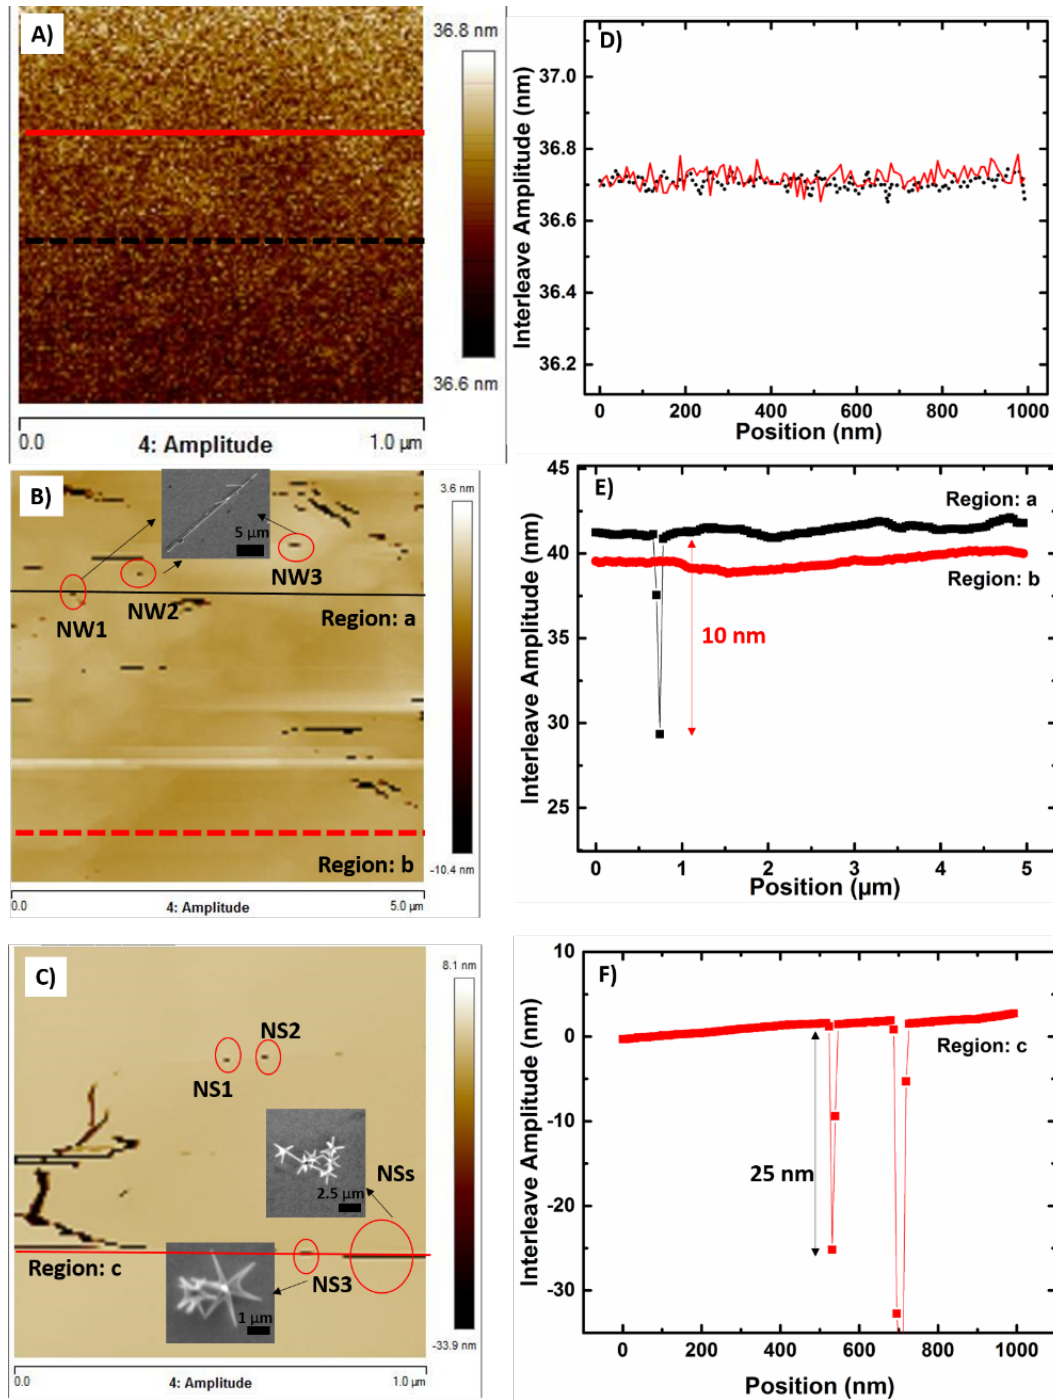 A)
36.8 nm
36.6 nm
0.0
4: Amplitude
1.0 µm
D)
Interleave Amplitude (nm)
37.0
36.8
36.6
36.4
36.2
0
200
400
600
800
1000
Position (nm)
B)
5 µm
NW1
NW2
NW3
Region: a
Region: b
3.6 nm
-10.4 nm
0.0
4: Amplitude
5.0 µm
E)
Interleave Amplitude (nm)
45
40
35
30
25
Region: a
Region: b
10 nm
0
1
2
3
4
5
Position (µm)
C)
NS2
NS1
NSs
2.5 µm
Region: c
NS3
1 µm
8.1 nm
-33.9 nm
0.0
4: Amplitude
1.0 µm
F)
Interleave Amplitude (nm)
10
0
-10
-20
-30
Region: c
25 nm
0
200
400
600
800
1000
Position (nm)